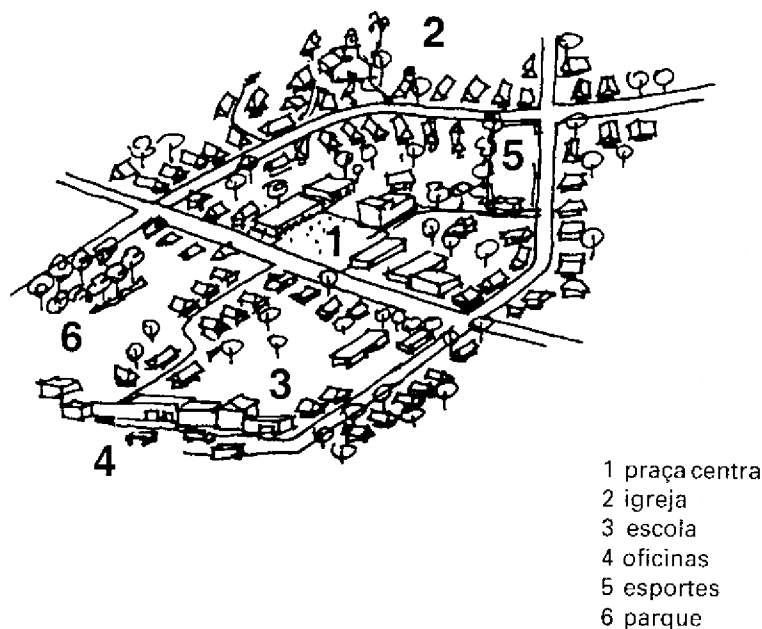 2
5
1
6
3
4
1 praça centra
2 igreja
3 escola
4 oficinas
5 esportes
6 parque